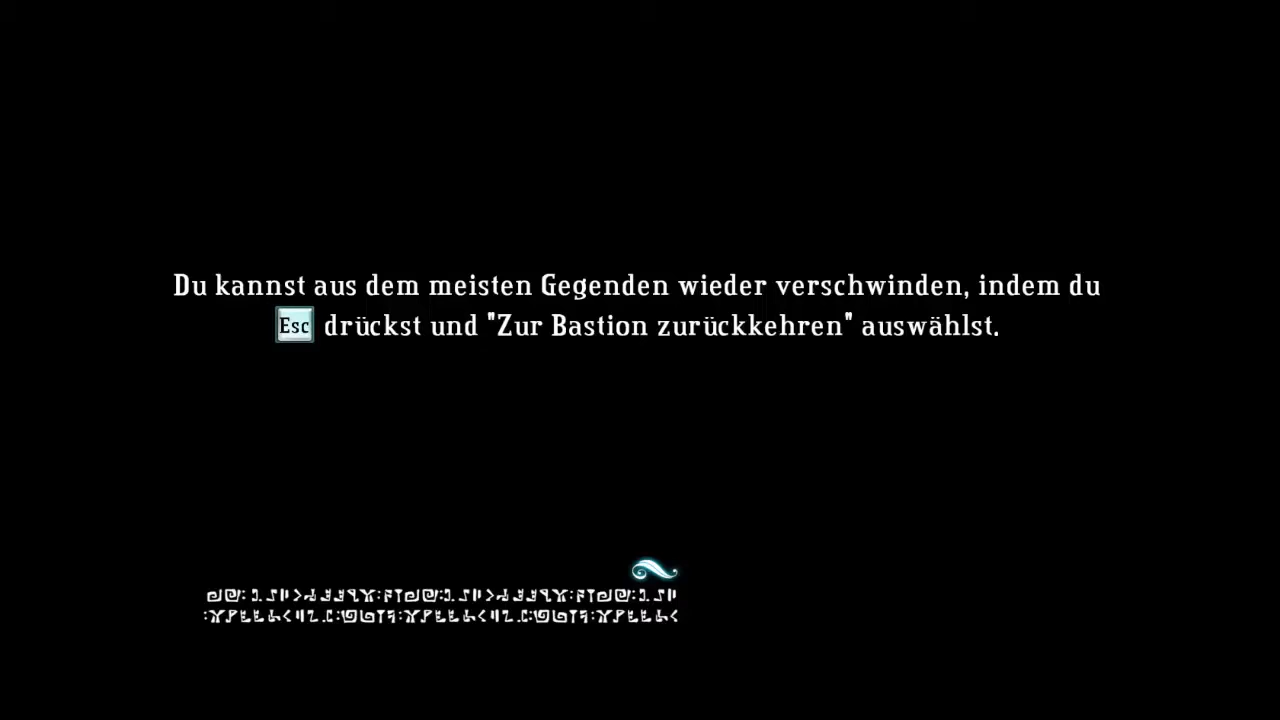 Du kannst aus dem meisten Gegenden wieder verschwinden, indem du
Esc drückst und "Zur Bastion zurückkehren" auswählst.